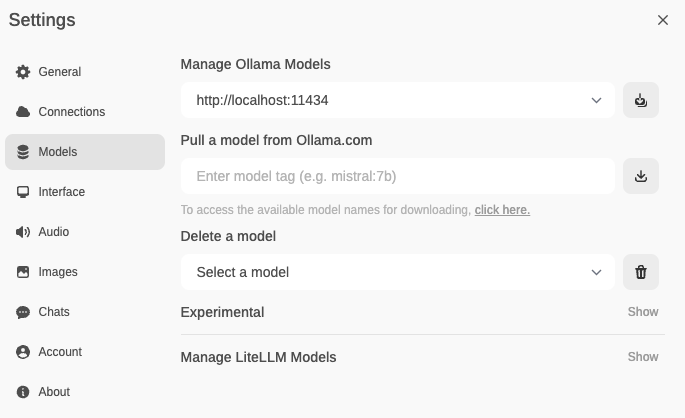 Settings
General
Connections
Models
Interface
Audio
Images
Chats
Account
About
Manage Ollama Models
http://localhost:11434
Pull a model from Ollama.com
Enter model tag (e.g. mistral:7b)
To access the available model names for downloading, click here.
Delete a model
Select a model
Experimental Show
Manage LiteLLM Models Show